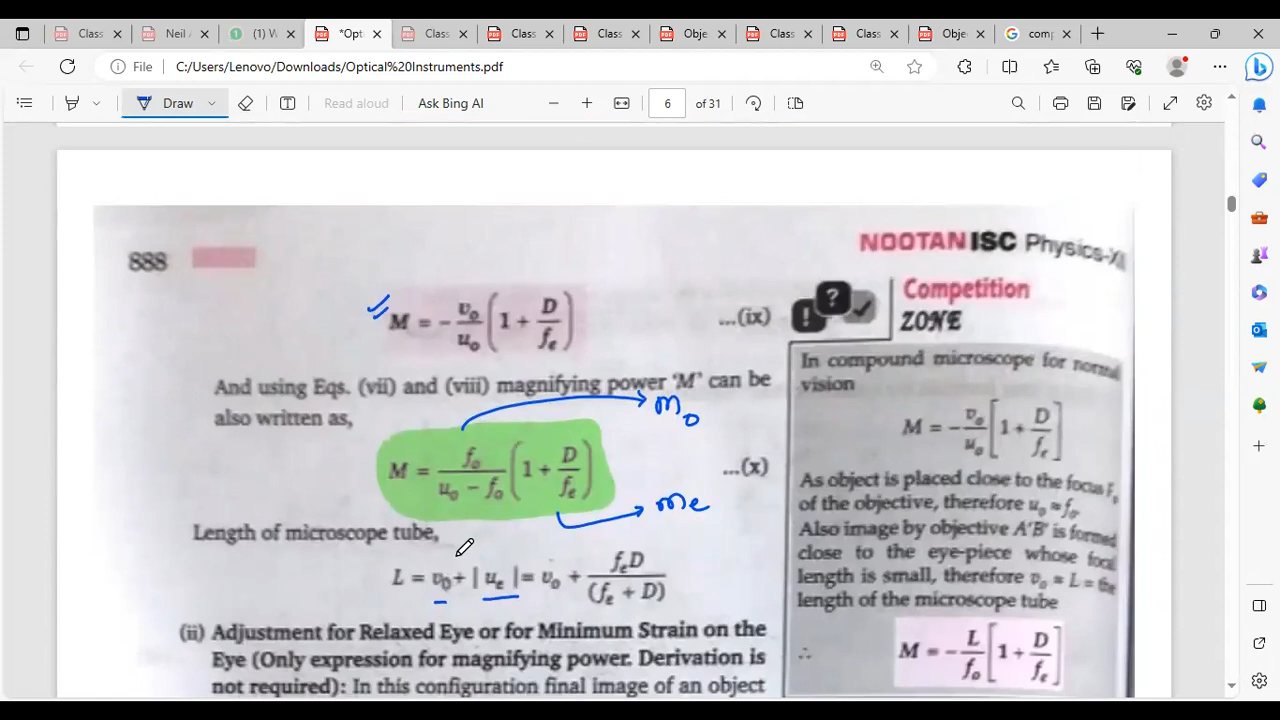 Class
Neil
(1) W
*Opt
Class
Class
Class
Obje
Class
Class
Obje
comp
File C:/Users/Lenovo/Downloads/Optical%20Instruments.pdf
Draw Read aloud Ask Bing AI 6 of 31
888
NOOTAN ISC Physics-XII
M = - v₀/u₀ (1 + D/fₑ) ...(ix)
And using Eqs. (vii) and (viii) magnifying power 'M' can be
also written as,
m₀
M = f₀/(u₀ - f₀) (1 + D/fₑ) ...(x)
me
Length of microscope tube,
L = v₀ + | uₑ | = v₀ + fₑD/(fₑ + D)
(ii) Adjustment for Relaxed Eye or for Minimum Strain on the
Eye (Only expression for magnifying power. Derivation is
not required): In this configuration final image of an object
Competition
ZONE
In compound microscope for normal
vision
M = - v₀/u₀ [1 + D/fₑ]
As object is placed close to the focus F₀
of the objective, therefore u₀ ≈ f₀.
Also image by objective A'B' is formed
close to the eye-piece whose focal
length is small, therefore v₀ ≈ L = the
length of the microscope tube
∴ M = - L/f₀ [1 + D/fₑ]